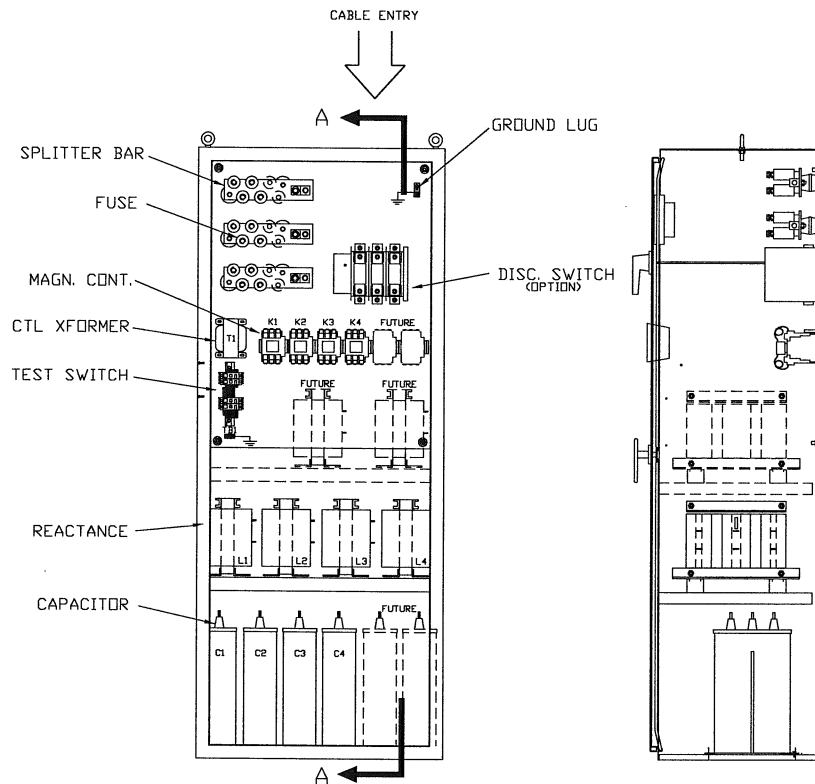 CABLE ENTRY
A
GROUND LUG
SPLITTER BAR
FUSE
DISC. SWITCH
(OPTION)
MAGN. CONT.
K1 K2 K3 K4 FUTURE
CTL XFORMER
T1
TEST SWITCH
FUTURE FUTURE
REACTANCE
L1 L2 L3 L4
CAPACITOR
FUTURE
C1 C2 C3 C4
A